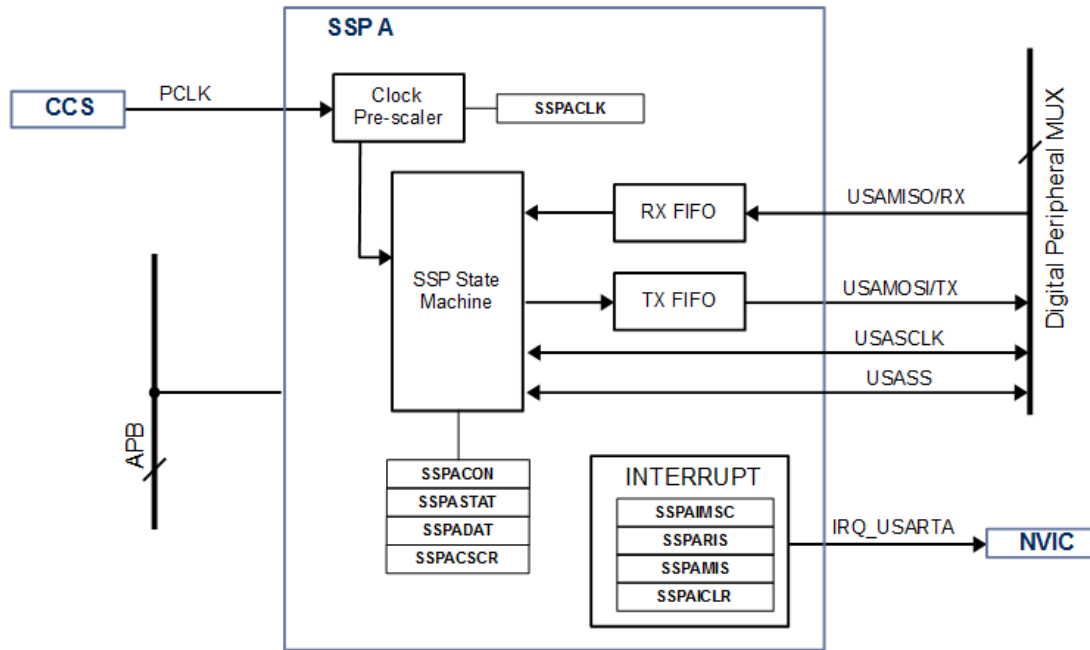 SSP A
CCS
PCLK
Clock
Pre-scaler
SSPACLK
SSP State
Machine
RX FIFO
USAMISO/RX
TX FIFO
USAMOSI/TX
USASCLK
USASS
Digital Peripheral MUX
APB
SSPACON
SSPASTAT
SSPADAT
SSPACSCR
INTERRUPT
SSPAIMSC
SSPARIS
SSPAMIS
SSPAICLR
IRQ_USARTA
NVIC